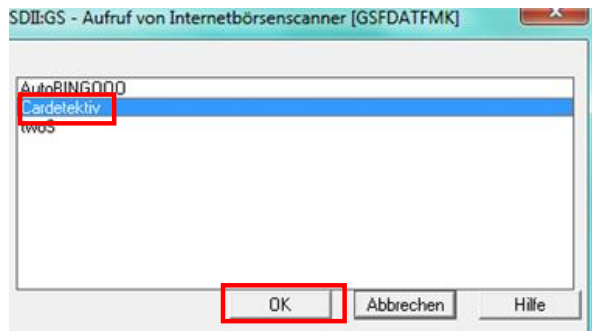 SDII:GS - Aufruf von Internetbörsenscanner [GSFDATFMK]
AutoBINGOOO
Cardetektiv
twoS
OK Abbrechen Hilfe